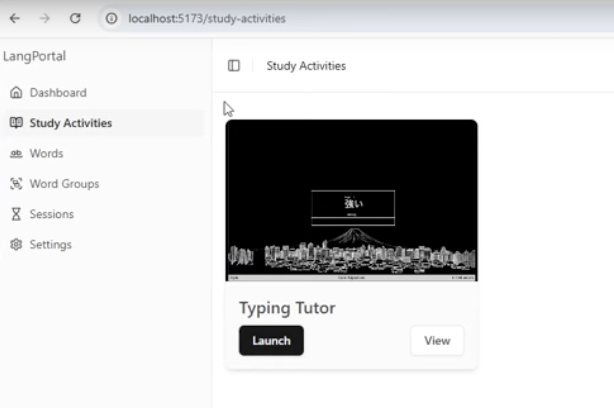 localhost:5173/study-activities
LangPortal
Study Activities
Dashboard
Study Activities
Words
Word Groups
Sessions
Settings
強い
Typing Tutor
Launch
View